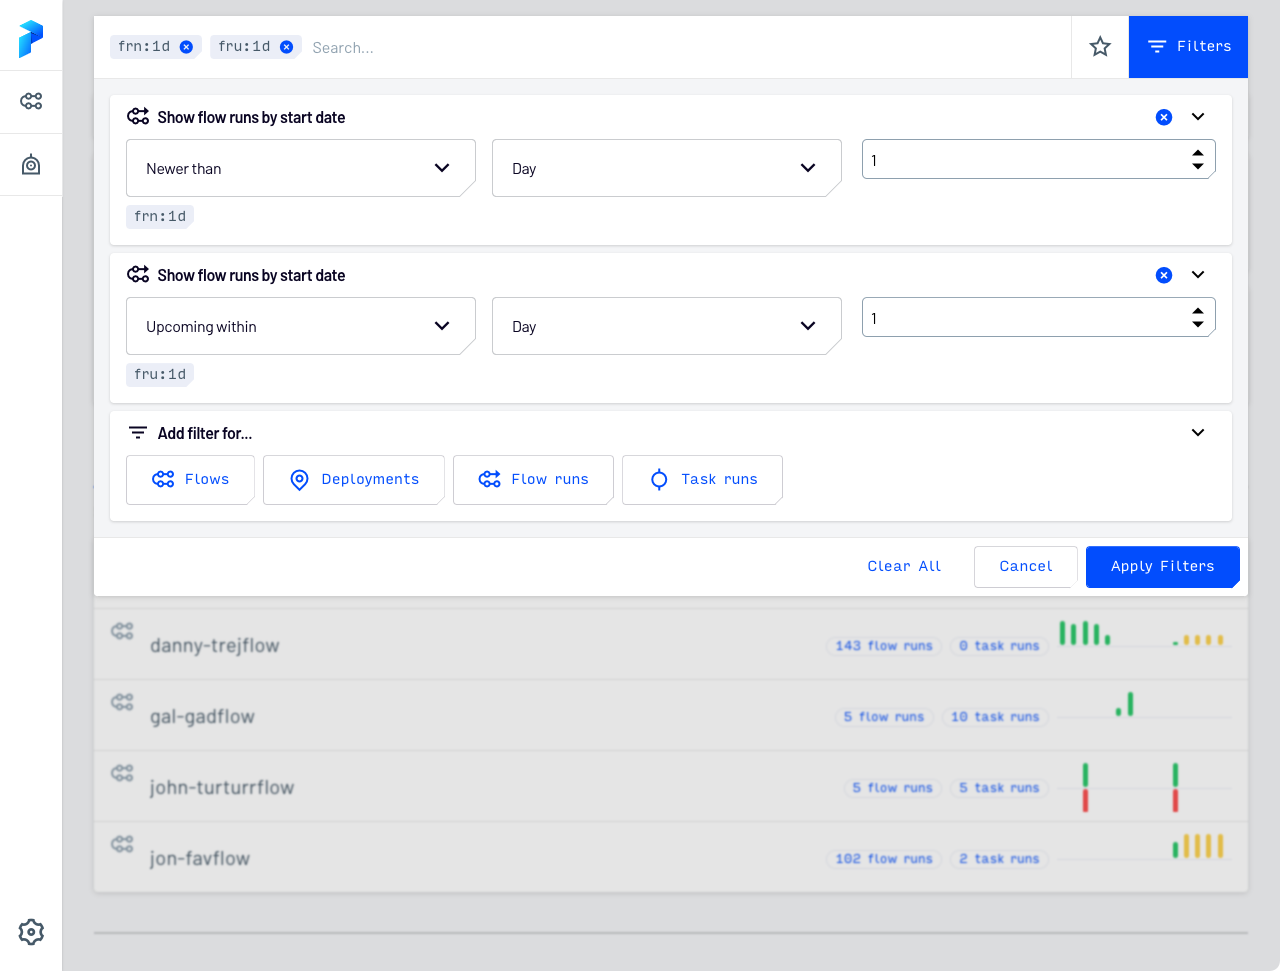 frn:1d fru:1d Search... Filters
Show flow runs by start date
Newer than Day 1
frn:1d
Show flow runs by start date
Upcoming within Day 1
fru:1d
Add filter for...
Flows Deployments Flow runs Task runs
Clear All Cancel Apply Filters
danny-trejflow 143 flow runs 0 task runs
gal-gadflow 5 flow runs 10 task runs
john-turturrflow 5 flow runs 5 task runs
jon-favflow 102 flow runs 2 task runs